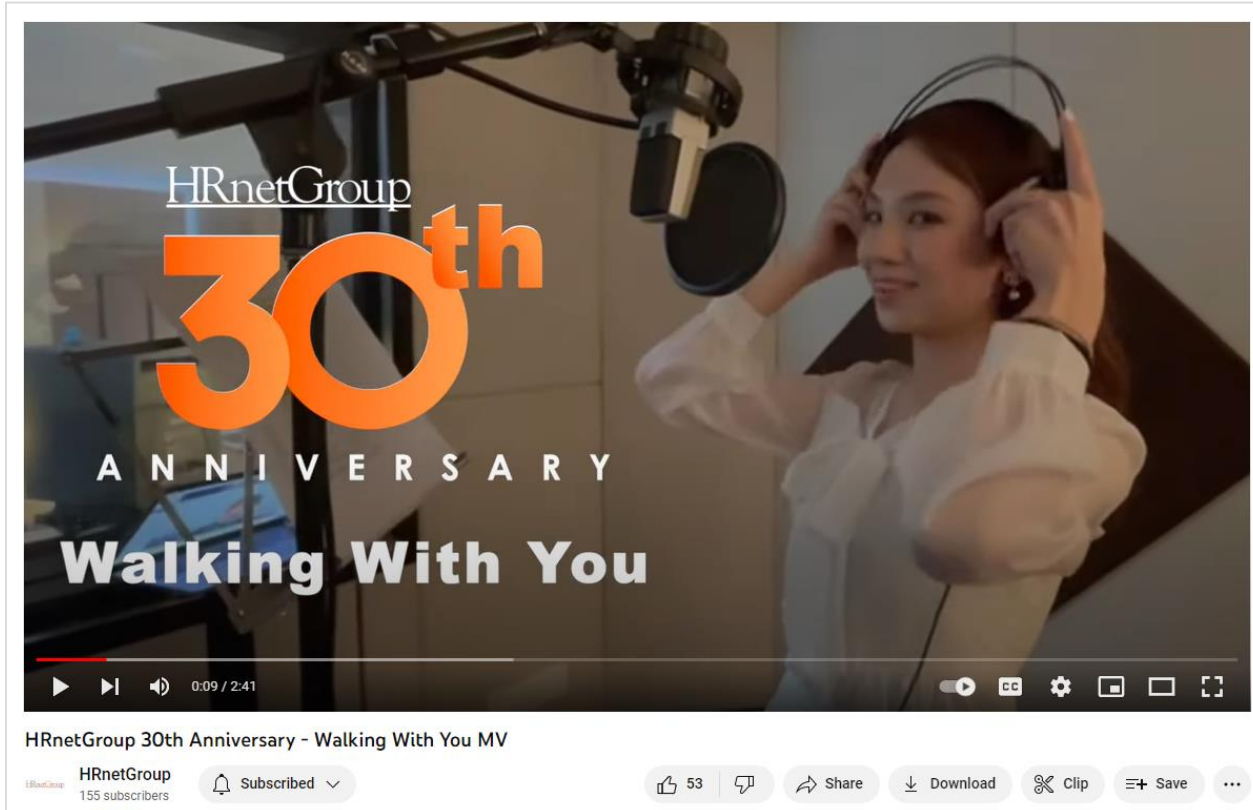 HRnetGroup
30th
ANNIVERSARY
Walking With You
0:09 / 2:41
CC
HRnetGroup 30th Anniversary - Walking With You MV
HRnetGroup
HRnetGroup
155 subscribers
Subscribed
53
Share
Download
Clip
Save